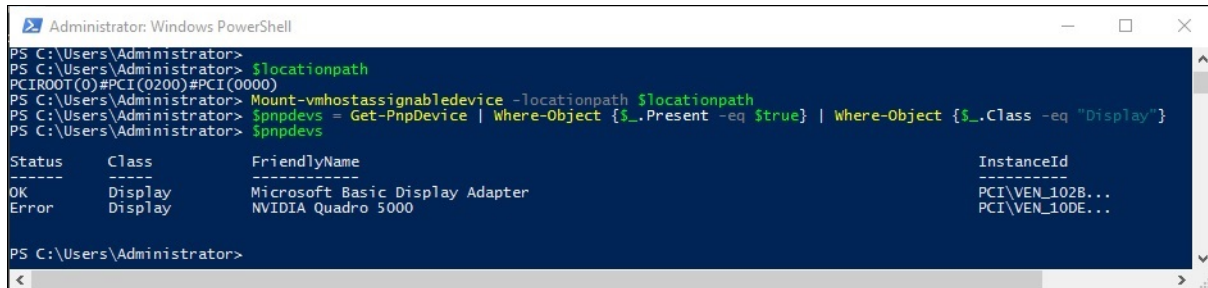 Administrator: Windows PowerShell
PS C:\Users\Administrator>
PS C:\Users\Administrator> $locationpath
PCIROOT(0)#PCI(0200)#PCI(0000)
PS C:\Users\Administrator> Mount-vmhostassignabledevice -locationpath $locationpath
PS C:\Users\Administrator> $pnpdevs = Get-PnpDevice | Where-Object {$_.Present -eq $true} | Where-Object {$_.Class -eq "Display"}
PS C:\Users\Administrator> $pnpdevs
Status Class FriendlyName InstanceId
------ ----- ------------ ----------
OK Display Microsoft Basic Display Adapter PCI\VEN_102B...
Error Display NVIDIA Quadro 5000 PCI\VEN_10DE...
PS C:\Users\Administrator>